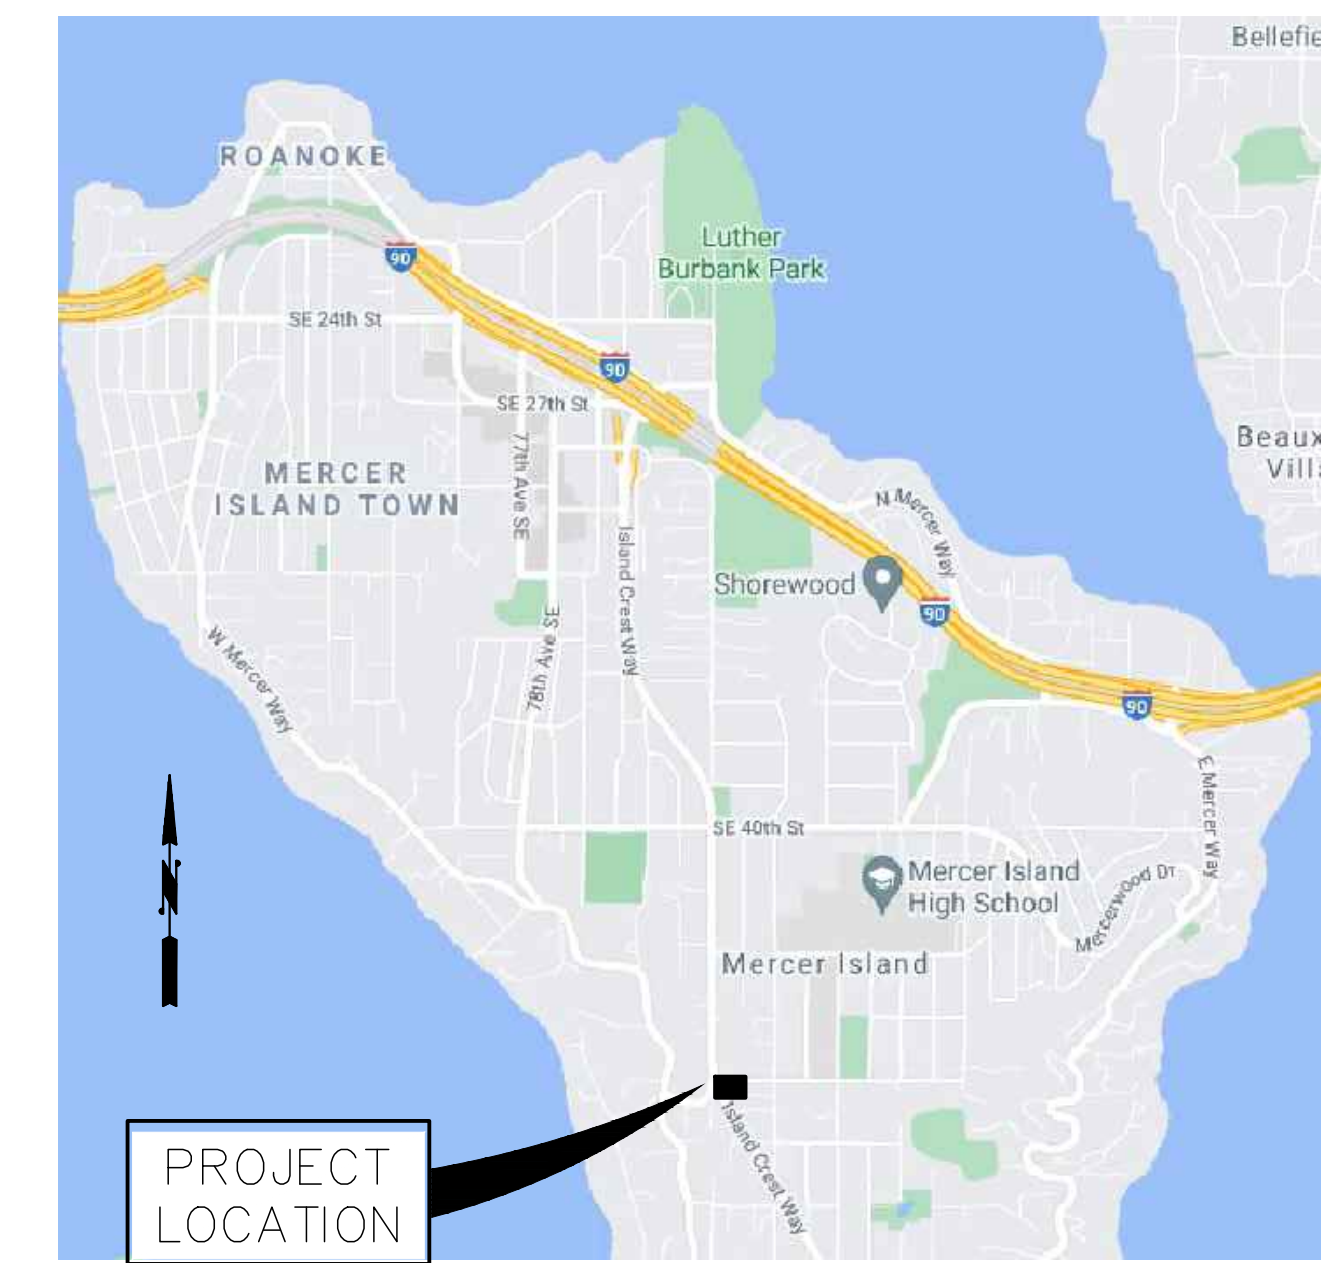 Bellefie
ROANOKE
90
Luther
Burbank Park
SE 24th St
90
SE 27th St
77th Ave SE
Beaux
Villa
MERCER
ISLAND TOWN
N Mercer Way
Island Crest Way
Shorewood
90
78th Ave SE
W Mercer Way
90
E Mercer Way
SE 40th St
N
Mercer Island
High School
Mercerwood Dr
Mercer Island
Island Crest Way
PROJECT
LOCATION